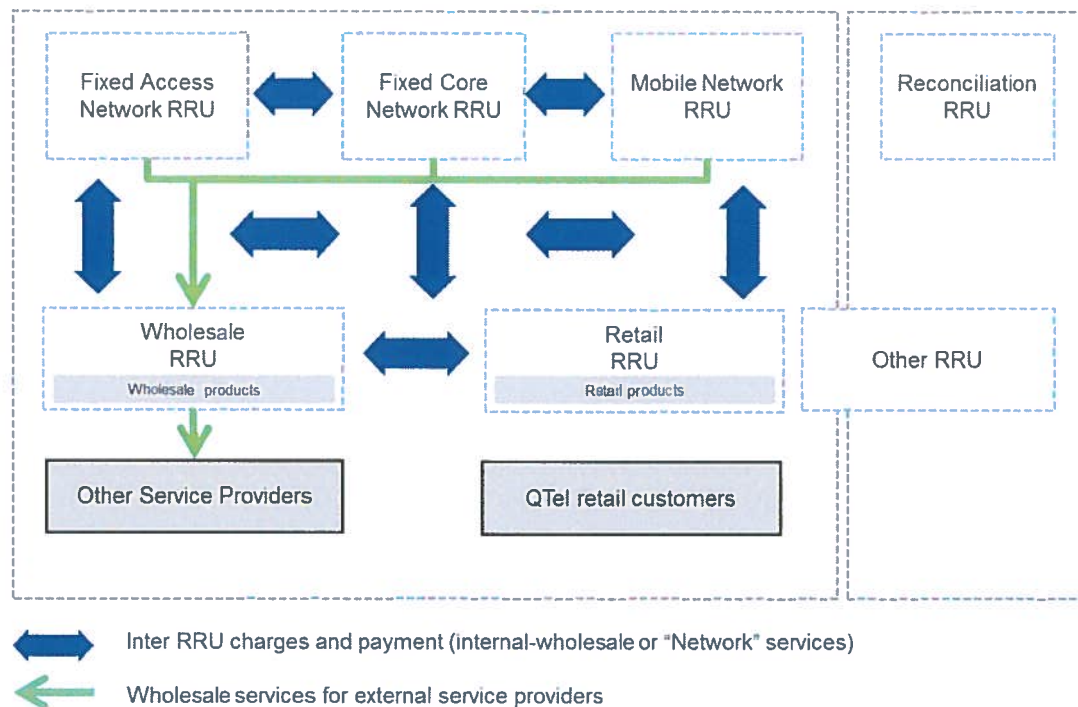 Fixed Access
Network RRU
Fixed Core
Network RRU
Mobile Network
RRU
Reconciliation
RRU
Wholesale
RRU
Wholesale products
Retail
RRU
Retail products
Other RRU
Other Service Providers
QTel retail customers
Inter RRU charges and payment (internal-wholesale or "Network" services)
Wholesale services for external service providers